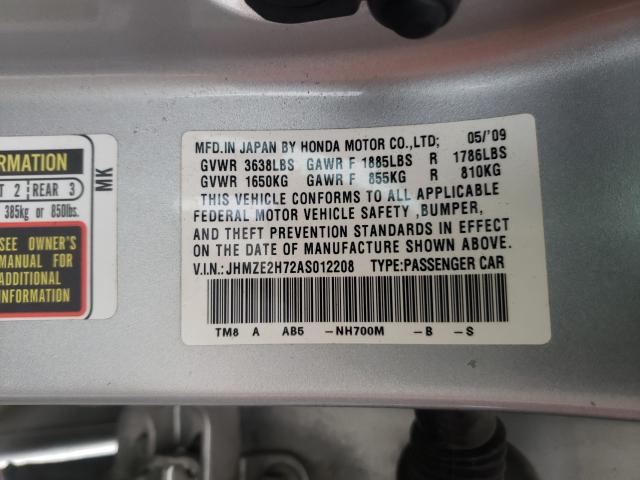 RMATION
T 2 REAR 3
385kg or 850lbs.
SEE OWNER'S
MANUAL FOR
ADDITIONAL
INFORMATION
MK
MFD.IN JAPAN BY HONDA MOTOR CO.,LTD; 05/'09
GVWR 3638LBS GAWR F 1885LBS R 1786LBS
GVWR 1650KG GAWR F 855KG R 810KG
THIS VEHICLE CONFORMS TO ALL APPLICABLE
FEDERAL MOTOR VEHICLE SAFETY ,BUMPER,
AND THEFT PREVENTION STANDARDS IN EFFECT
ON THE DATE OF MANUFACTURE SHOWN ABOVE.
V.I.N.: JHMZE2H72AS012208 TYPE:PASSENGER CAR
TM8 A AB5 -NH700M -B -S